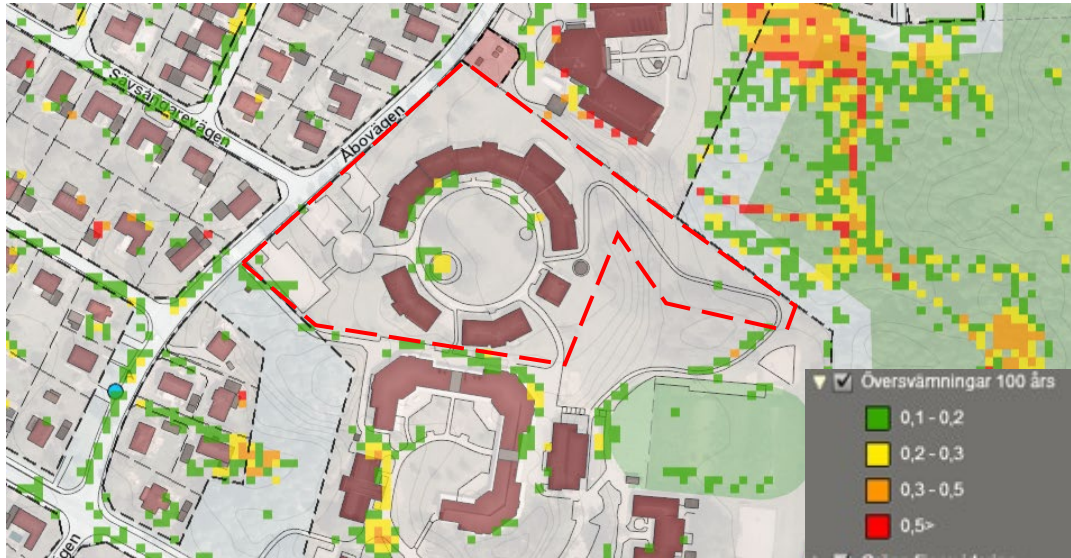 Sävsångarevägen
Åbovägen
Översvämningar 100 års
0,1 - 0,2
0,2 - 0,3
0,3 - 0,5
0,5>